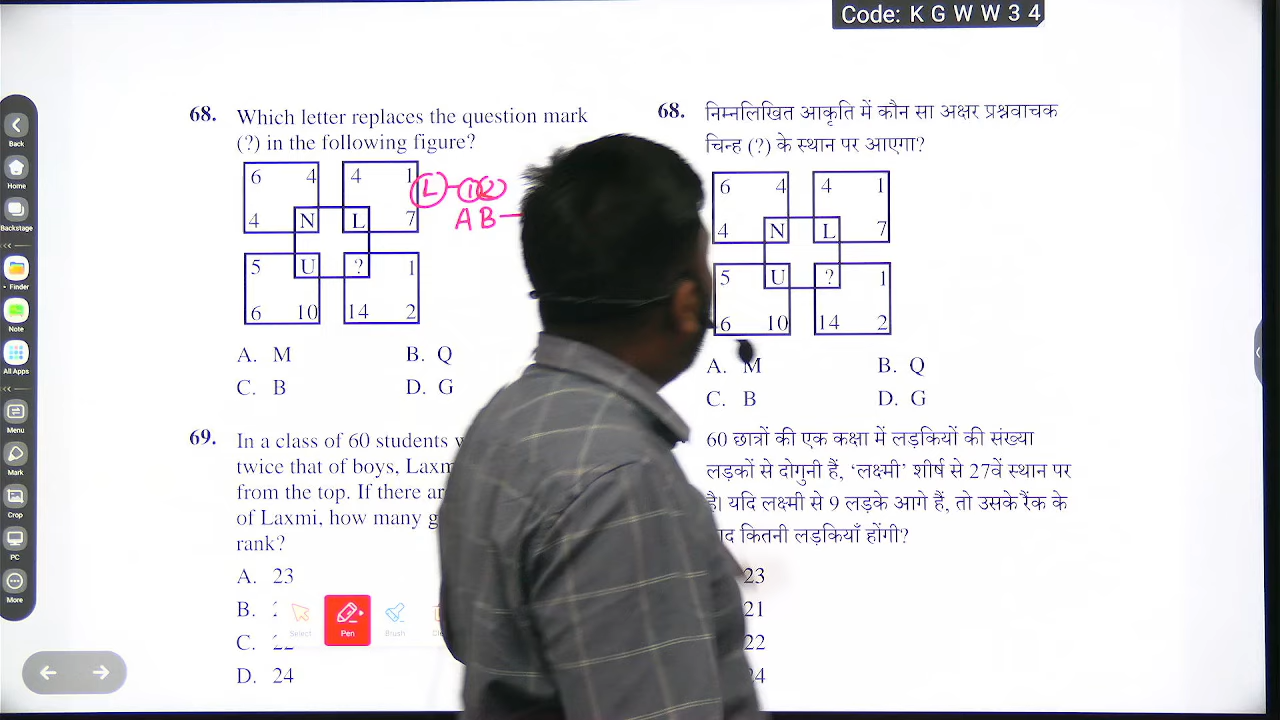 Code: K G W W 3 4
Back
Home
Backstage
Finder
Note
All Apps
Menu
Mark
Crop
PC
More
68. Which letter replaces the question mark
(?) in the following figure?
6 4 4 1
4 N L 7
5 U ? 1
6 10 14 2
L 1 2
A B
A. M B. Q
C. B D. G
69. In a class of 60 students
twice that of boys,
from the top. If there
of Laxmi, how many
rank?
A. 23
B.
C. 22
D. 24
Select Pen Brush
68. निम्नलिखित आकृति में कौन सा अक्षर प्रश्नवाचक
चिन्ह (?) के स्थान पर आएगा?
6 4 4 1
4 N L 7
5 U ? 1
6 10 14 2
A. M B. Q
C. B D. G
60 छात्रों की एक कक्षा में लड़कियों की संख्या
लड़कों से दोगुनी हैं, ‘लक्ष्मी’ शीर्ष से 27वें स्थान पर
है। यदि लक्ष्मी से 9 लड़के आगे हैं, तो उसके रैंक के
कितनी लड़कियाँ होंगी?
23
21
22
24